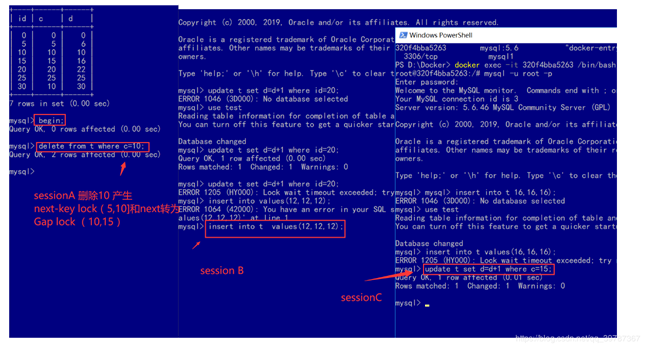 id | c | d |
0 | 0 | 0 |
5 | 5 | 6 |
10 | 10 | 10 |
15 | 15 | 16 |
20 | 20 | 22 |
25 | 25 | 25 |
30 | 10 | 30 |
7 rows in set (0.00 sec)
mysql> begin;
Query OK, 0 rows affected (0.00 sec)
mysql> delete from t where c=10;
Query OK, 2 rows affected (0.00 sec)
mysql>
sessionA 删除10 产生
next-key lock（5,10]和next转为
Gap lock（10,15）
Copyright (c) 2000, 2019, Oracle and/or its affiliates. All rights reserved.
Oracle is a registered trademark of Oracle Corporat
affiliates. Other names may be trademarks of their
owners.
Type 'help;' or '\h' for help. Type '\c' to clear t
mysql> update t set d=d+1 where id=20;
ERROR 1046 (3D000): No database selected
mysql> use test
Reading table information for completion of table an
You can turn off this feature to get a quicker star
Database changed
mysql> update t set d=d+1 where id=20;
Query OK, 1 row affected (0.00 sec)
Rows matched: 1  Changed: 1  Warnings: 0
mysql> update t set d=d+1 where id=20;
ERROR 1205 (HY000): Lock wait timeout exceeded; try
mysql> insert into values(12,12,12);
ERROR 1064 (42000): You have an error in your SQL s
alues(12,12,12)' at line 1
mysql> insert into t  values(12,12,12);
session B
Windows PowerShell
320f4bba5263 mysql:5.6 "docker-entr
3306/tcp mysql1
PS D:\Docker> docker exec -it 320f4bba5263 /bin/bash
root@320f4bba5263:/# mysql -u root -p
Enter password:
Welcome to the MySQL monitor.  Commands end with ; o
Your MySQL connection id is 3
Server version: 5.6.46 MySQL Community Server (GPL)
Copyright (c) 2000, 2019, Oracle and/or its affiliat
Oracle is a registered trademark of Oracle Corporati
affiliates. Other names may be trademarks of their r
owners.
Type 'help;' or '\h' for help. Type '\c' to clear th
mysql> mysql> insert into t 16,16,16);
ERROR 1046 (3D000): No database selected
mysql> use test
Reading table information for completion of table an
You can turn off this feature to get a quicker start
Database changed
mysql> insert into t values(16,16,16);
ERROR 1205 (HY000): Lock wait timeout exceeded; try
mysql> update t set d=d+1 where c=15;
Query OK, 1 row affected (0.01 sec)
Rows matched: 1  Changed: 1  Warnings: 0
mysql>
sessionC